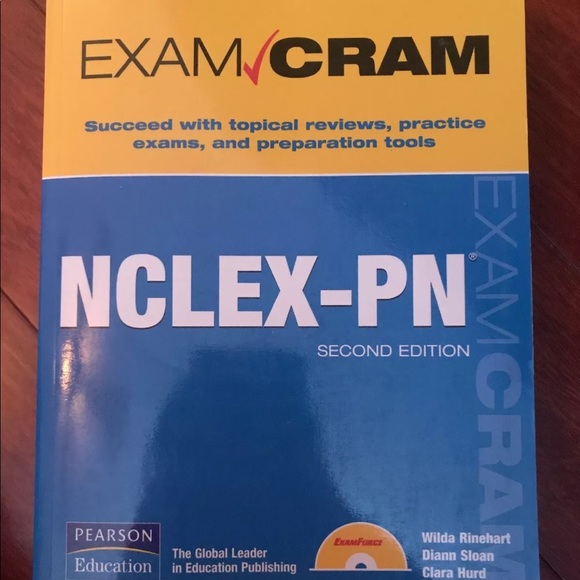 EXAM CRAM
Succeed with topical reviews, practice
exams, and preparation tools
EXAM CRAM
NCLEX-PN®
SECOND EDITION
PEARSON
Education
The Global Leader
in Education Publishing
EXAMFORCE
Wilda Rinehart
Diann Sloan
Clara Hurd